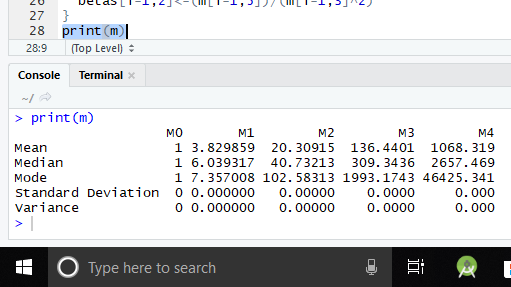 26 betas[i-1,2]<-(m[i-1,5])/(m[i-1,3]^2)
27 }
28 print(m)
28:9 (Top Level)
Console Terminal ×
~/
> print(m)
M0 M1 M2 M3 M4
Mean 1 3.829859 20.30915 136.4401 1068.319
Median 1 6.039317 40.73213 309.3436 2657.469
Mode 1 7.357008 102.58313 1993.1743 46425.341
Standard Deviation 0 0.000000 0.00000 0.0000 0.000
Variance 0 0.000000 0.00000 0.0000 0.000
>
Type here to search